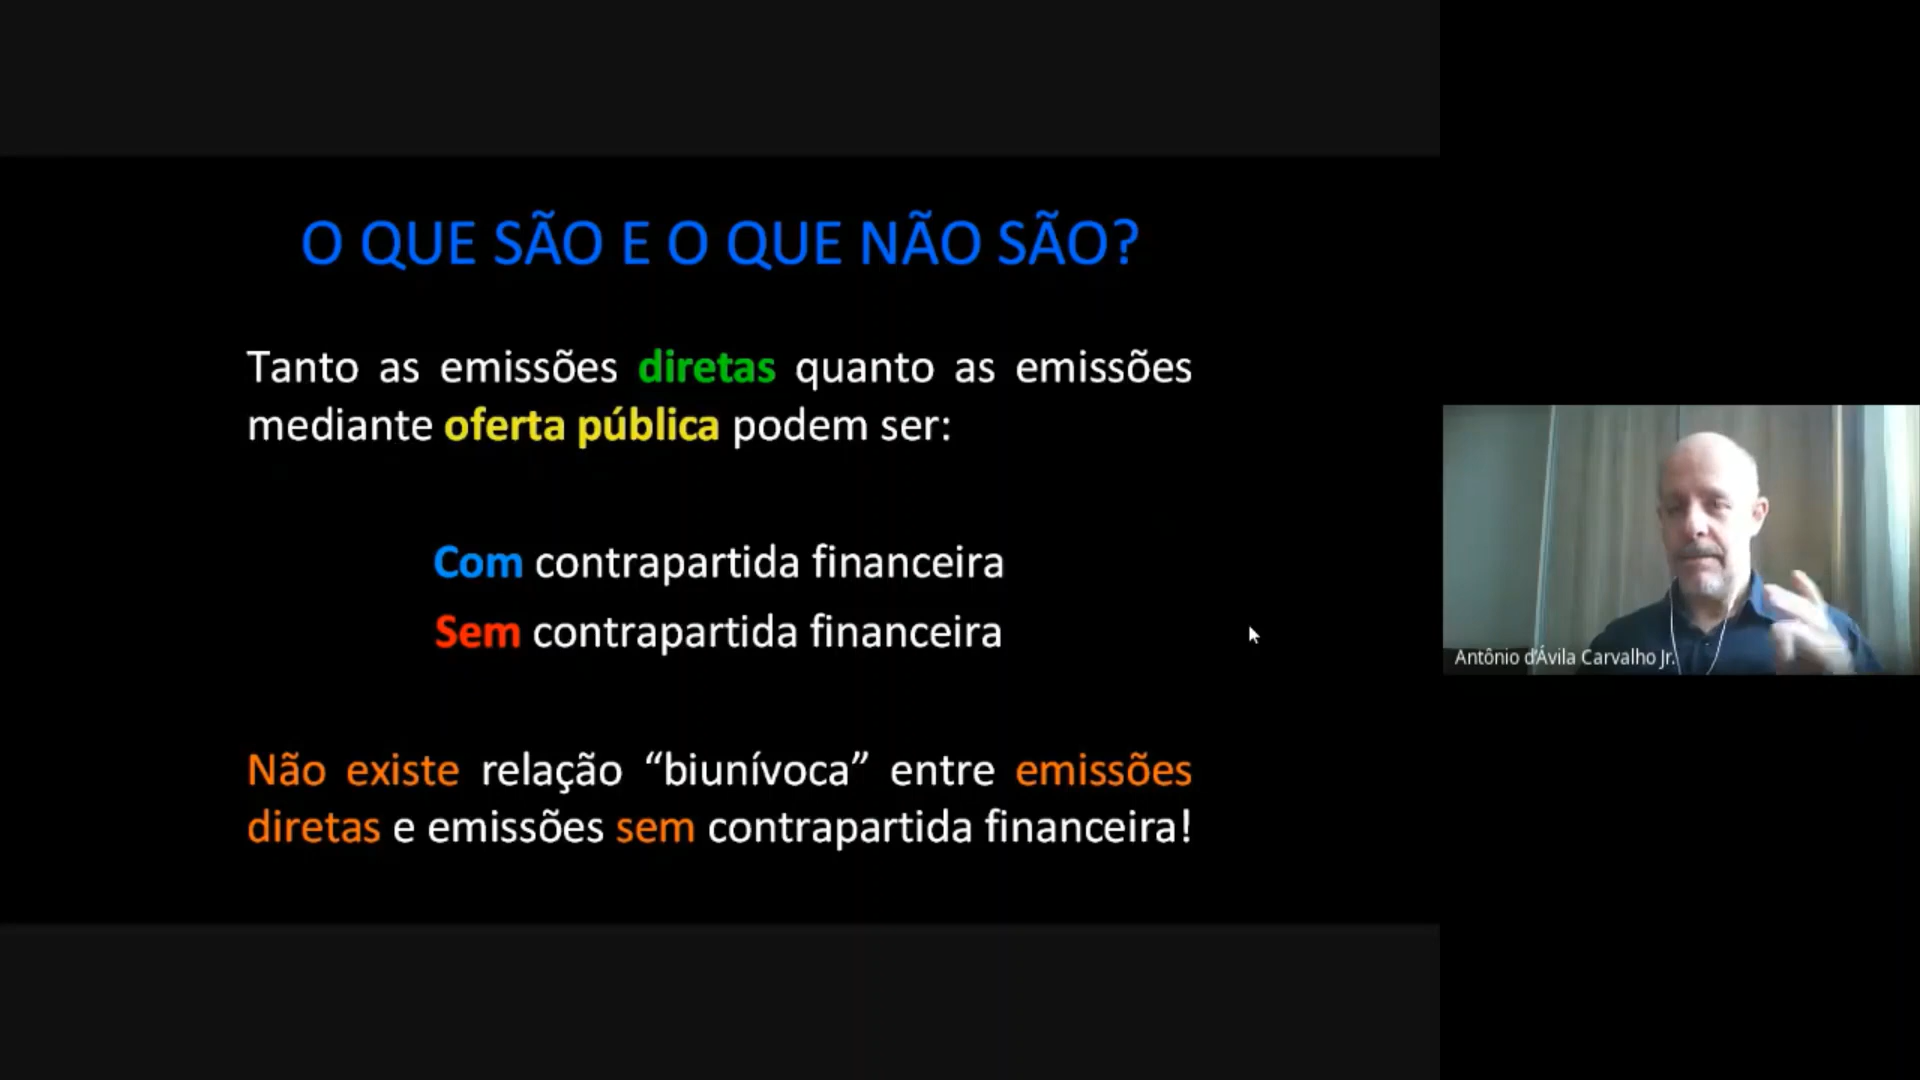 O QUE SÃO E O QUE NÃO SÃO?
Tanto as emissões diretas quanto as emissões
mediante oferta pública podem ser:
Com contrapartida financeira
Sem contrapartida financeira
Não existe relação “biunívoca” entre emissões
diretas e emissões sem contrapartida financeira!
Antônio d'Ávila Carvalho Jr.